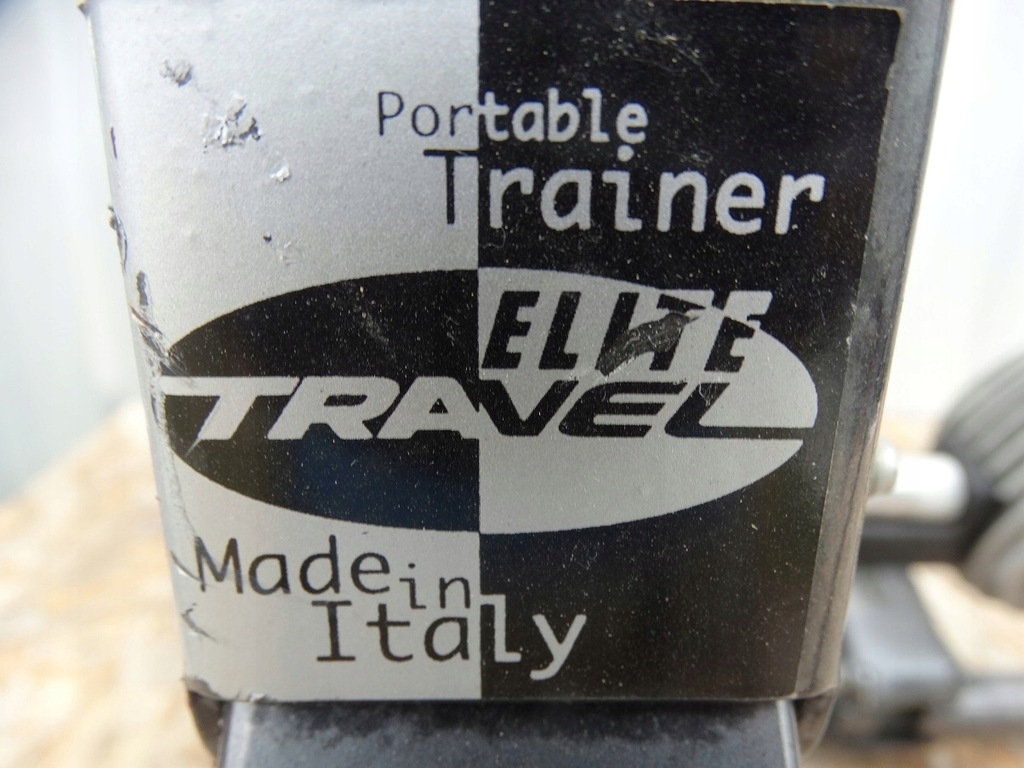 Portable
Trainer
ELITE
TRAVEL
Made in
Italy